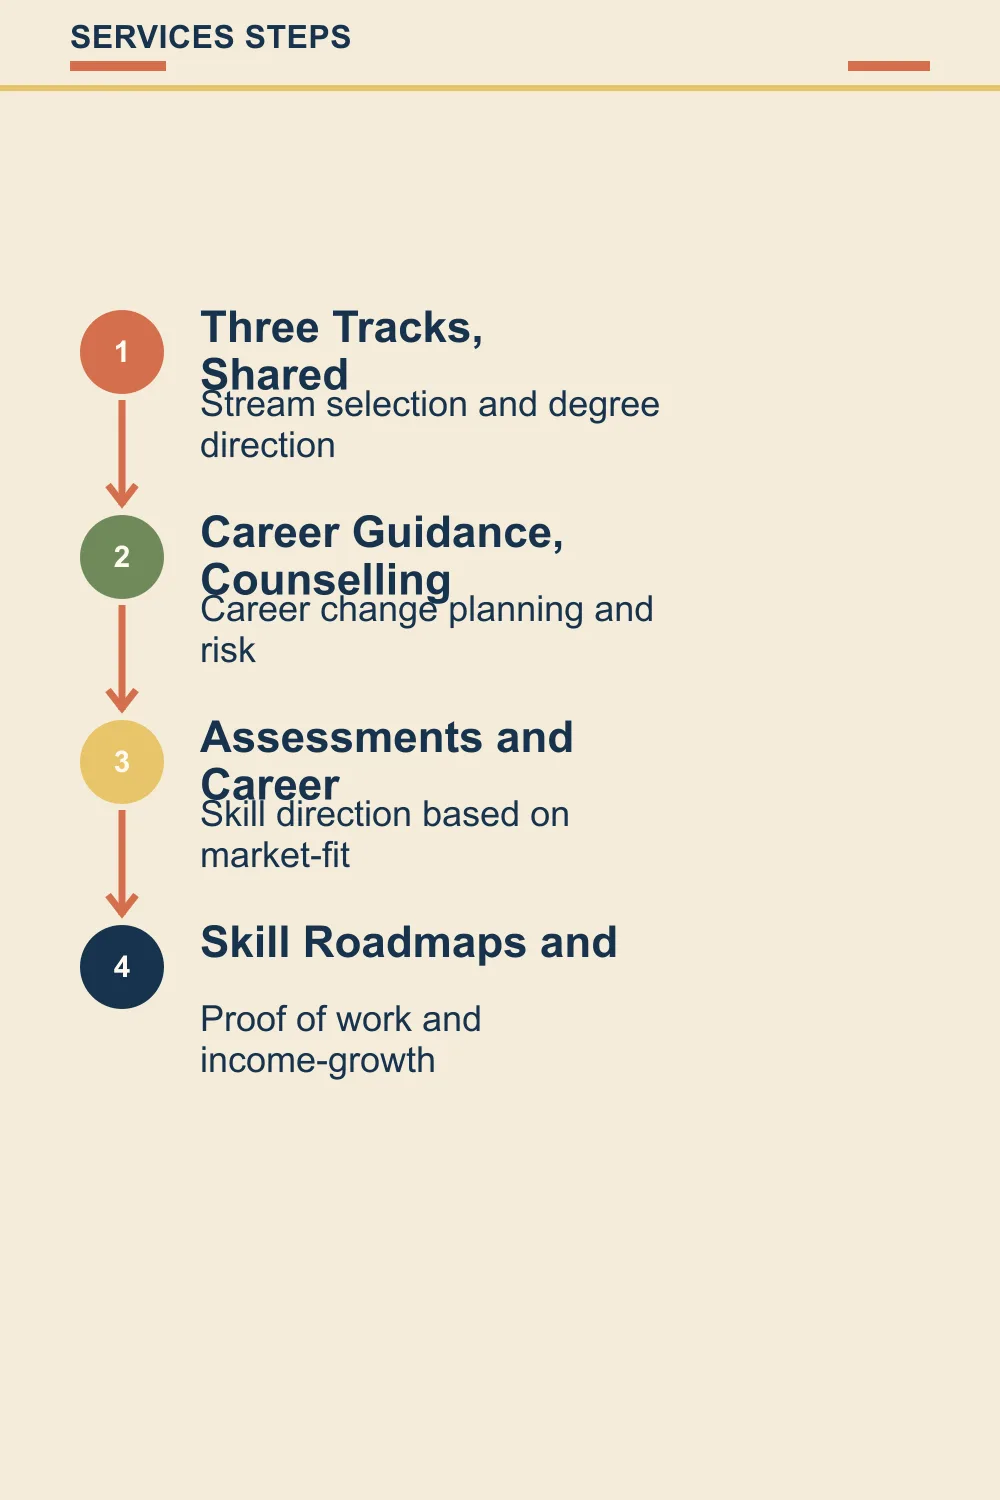 SERVICES STEPS
1
Three Tracks,
Shared
Stream selection and degree
direction
2
Career Guidance,
Counselling
Career change planning and
risk
3
Assessments and
Career
Skill direction based on
market-fit
4
Skill Roadmaps and
Proof of work and
income-growth